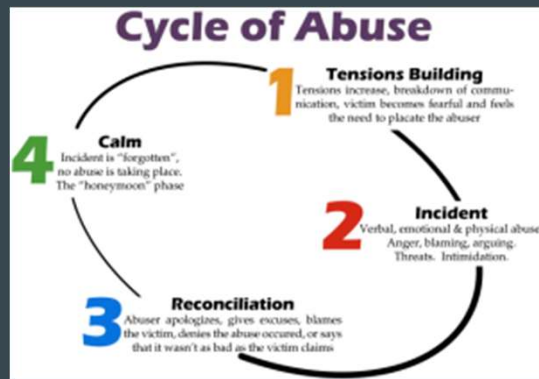 Cycle of Abuse
1
Tensions Building
Tensions increase, breakdown of commu-
nication, victim becomes fearful and feels
the need to placate the abuser
2
Incident
Verbal, emotional & physical abuse
Anger, blaming, arguing.
Threats. Intimidation.
3
Reconciliation
Abuser apologizes, gives excuses, blames
the victim, denies the abuse occured, or says
that it wasn't as bad as the victim claims
4
Calm
Incident is "forgotten",
no abuse is taking place.
The "honeymoon" phase